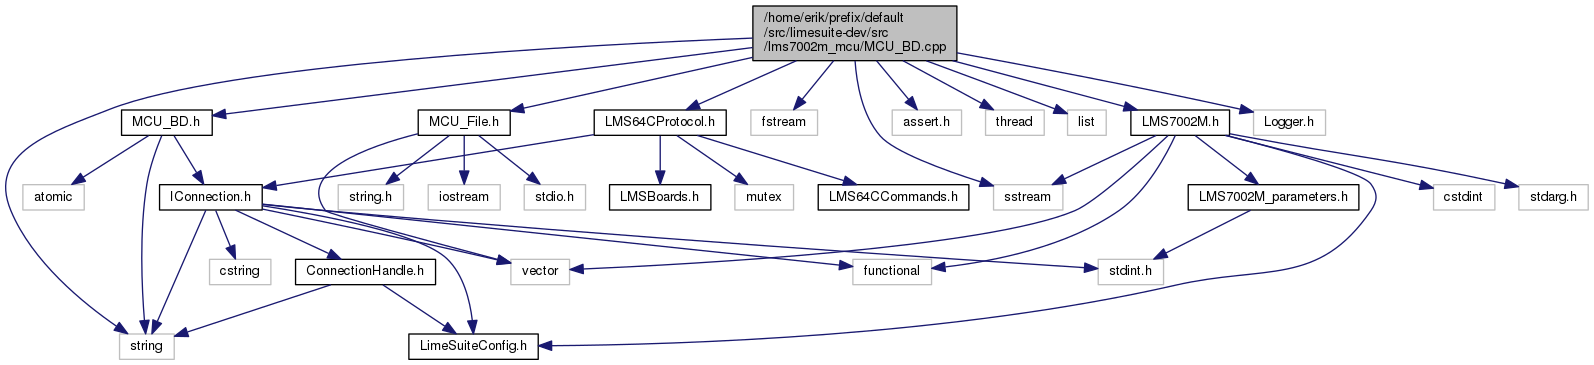 /home/erik/prefix/default
/src/limesuite-dev/src
/lms7002m_mcu/MCU_BD.cpp
MCU_BD.h
MCU_File.h
LMS64CProtocol.h
fstream
assert.h
thread
list
LMS7002M.h
Logger.h
atomic
IConnection.h
string.h
iostream
stdio.h
LMSBoards.h
mutex
LMS64CCommands.h
sstream
LMS7002M_parameters.h
cstdint
stdarg.h
cstring
ConnectionHandle.h
vector
functional
stdint.h
string
LimeSuiteConfig.h